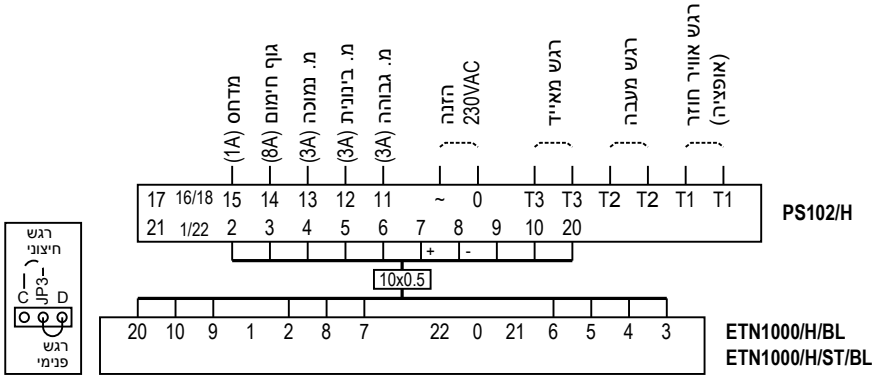 מדחס (1A)
גוף חימום (8A)
מ. נמוכה (3A)
מ. בינונית (3A)
מ. גבוהה (3A)
הזנה
230VAC
רגש מאייד
רגש מעבה
רגש אוויר חוזר
(אופציה)
17 16/18 15 14 13 12 11 ~ 0 T3 T3 T2 T2 T1 T1
21 1/22 2 3 4 5 6 7 8 9 10 20
+ -
PS102/H
10x0.5
רגש
חיצוני
C JP3 D
רגש
פנימי
20 10 9 1 2 8 7 22 0 21 6 5 4 3
ETN1000/H/BL
ETN1000/H/ST/BL